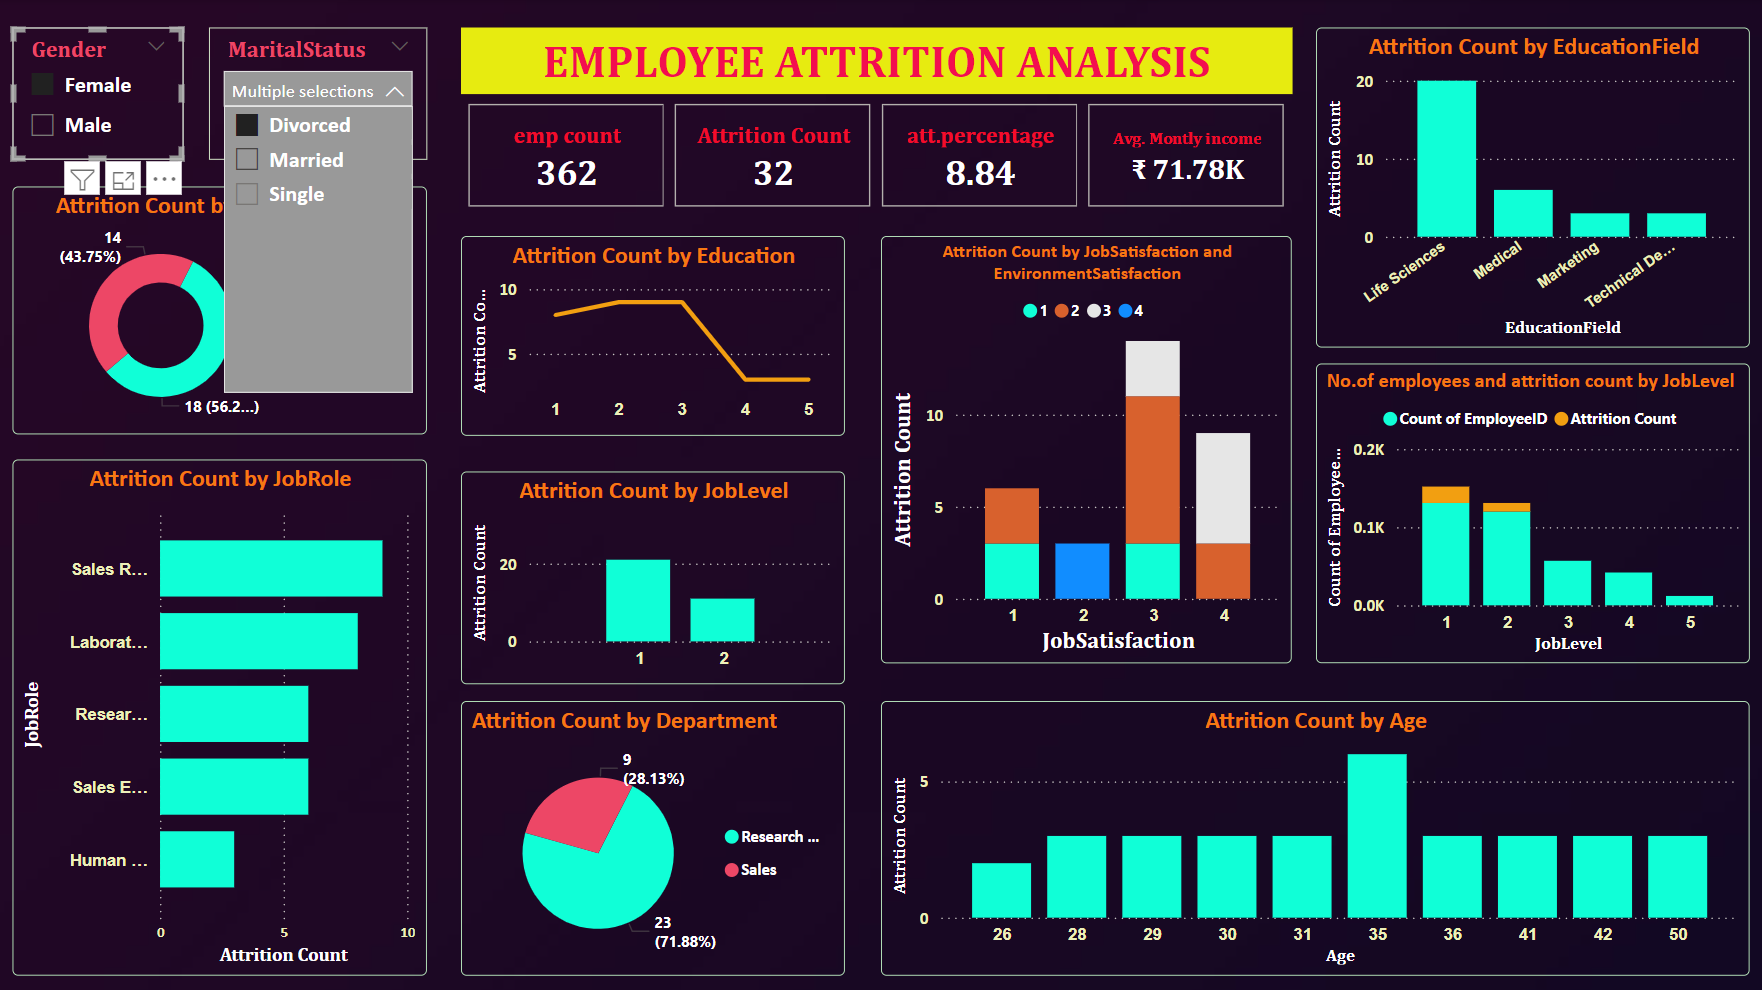 Gender
Female
Male
MaritalStatus
Multiple selections
Divorced
Married
Single
EMPLOYEE ATTRITION ANALYSIS
emp count
362
Attrition Count
32
att.percentage
8.84
Avg. Montly income
₹ 71.78K
Attrition Count by EducationField
Attrition Count
20
10
0
Life Sciences
Medical
Marketing
Technical De...
EducationField
Attrition Count b
14
(43.75%)
18 (56.2...)
Attrition Count by Education
Attrition Co...
10
5
1 2 3 4 5
Attrition Count by JobSatisfaction and
EnvironmentSatisfaction
1 2 3 4
Attrition Count
10
5
0
1 2 3 4
JobSatisfaction
No.of employees and attrition count by JobLevel
Count of EmployeeID Attrition Count
Count of Employee...
0.2K
0.1K
0.0K
1 2 3 4 5
JobLevel
Attrition Count by JobRole
JobRole
Sales R...
Laborat...
Resear...
Sales E...
Human ...
0 5 10
Attrition Count
Attrition Count by JobLevel
Attrition Count
20
0
1 2
Attrition Count by Department
9
(28.13%)
23
(71.88%)
Research ...
Sales
Attrition Count by Age
Attrition Count
5
0
26 28 29 30 31 35 36 41 42 50
Age